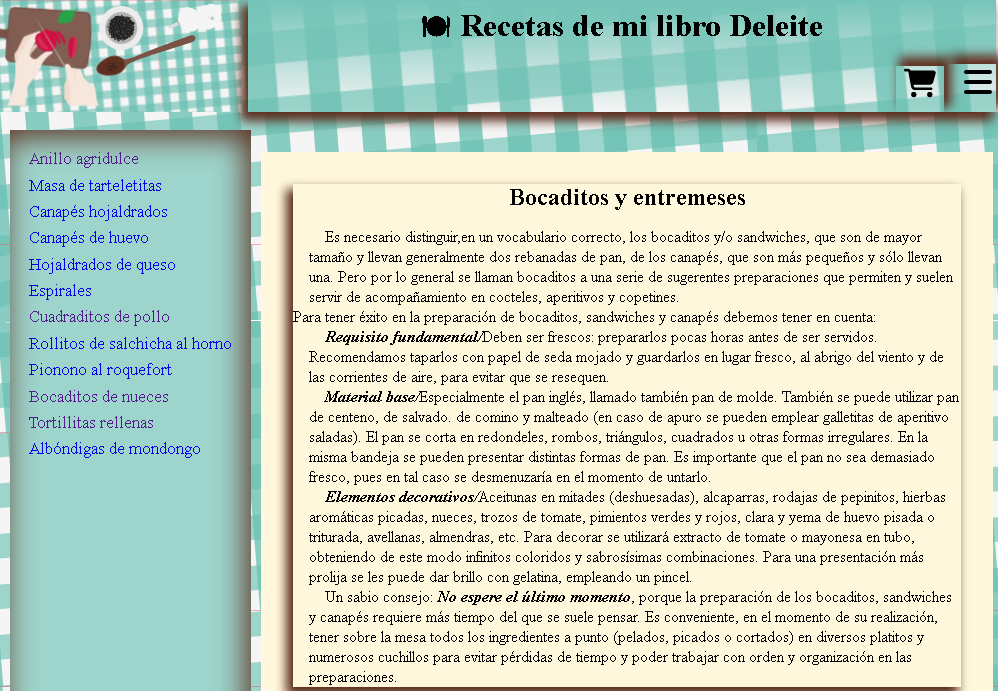 🍽 Recetas de mi libro Deleite
Anillo agridulce
Masa de tarteletitas
Canapés hojaldrados
Canapés de huevo
Hojaldrados de queso
Espirales
Cuadraditos de pollo
Rollitos de salchicha al horno
Pionono al roquefort
Bocaditos de nueces
Tortillitas rellenas
Albóndigas de mondongo
Bocaditos y entremeses
Es necesario distinguir,en un vocabulario correcto, los bocaditos y/o sandwiches, que son de mayor
tamaño y llevan generalmente dos rebanadas de pan, de los canapés, que son más pequeños y sólo llevan
una. Pero por lo general se llaman bocaditos a una serie de sugerentes preparaciones que permiten y suelen
servir de acompañamiento en cocteles, aperitivos y copetines.
Para tener éxito en la preparación de bocaditos, sandwiches y canapés debemos tener en cuenta:
Requisito fundamental/Deben ser frescos: prepararlos pocas horas antes de ser servidos.
Recomendamos taparlos con papel de seda mojado y guardarlos en lugar fresco, al abrigo del viento y de
las corrientes de aire, para evitar que se resequen.
Material base/Especialmente el pan inglés, llamado también pan de molde. También se puede utilizar pan
de centeno, de salvado. de comino y malteado (en caso de apuro se pueden emplear galletitas de aperitivo
saladas). El pan se corta en redondeles, rombos, triángulos, cuadrados u otras formas irregulares. En la
misma bandeja se pueden presentar distintas formas de pan. Es importante que el pan no sea demasiado
fresco, pues en tal caso se desmenuzaría en el momento de untarlo.
Elementos decorativos/Aceitunas en mitades (deshuesadas), alcaparras, rodajas de pepinitos, hierbas
aromáticas picadas, nueces, trozos de tomate, pimientos verdes y rojos, clara y yema de huevo pisada o
triturada, avellanas, almendras, etc. Para decorar se utilizará extracto de tomate o mayonesa en tubo,
obteniendo de este modo infinitos coloridos y sabrosísimas combinaciones. Para una presentación más
prolija se les puede dar brillo con gelatina, empleando un pincel.
Un sabio consejo: No espere el último momento, porque la preparación de los bocaditos, sandwiches
y canapés requiere más tiempo del que se suele pensar. Es conveniente, en el momento de su realización,
tener sobre la mesa todos los ingredientes a punto (pelados, picados o cortados) en diversos platitos y
numerosos cuchillos para evitar pérdidas de tiempo y poder trabajar con orden y organización en las
preparaciones.